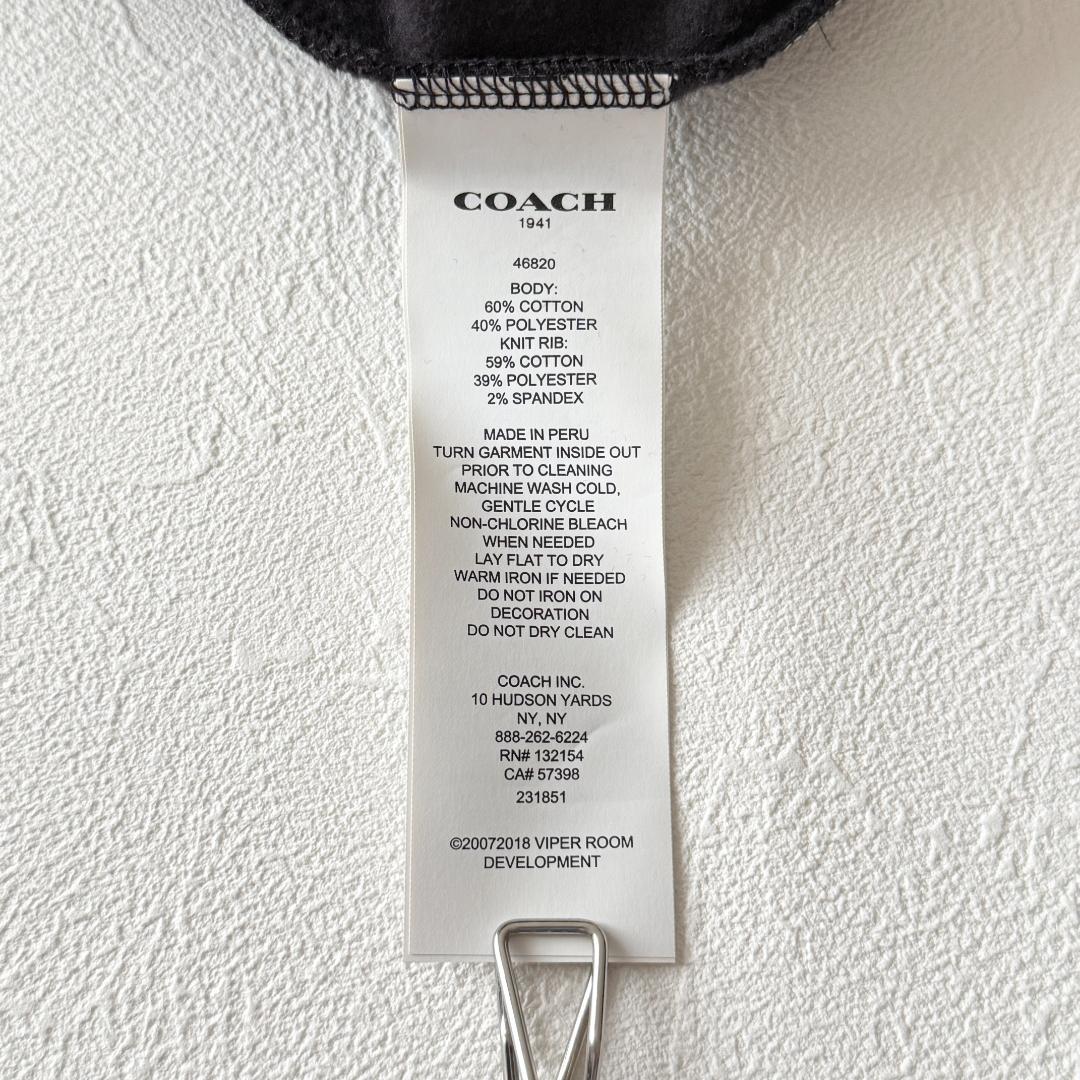 COACH
1941
46820
BODY:
60% COTTON
40% POLYESTER
KNIT RIB:
59% COTTON
39% POLYESTER
2% SPANDEX
MADE IN PERU
TURN GARMENT INSIDE OUT
PRIOR TO CLEANING
MACHINE WASH COLD,
GENTLE CYCLE
NON-CHLORINE BLEACH
WHEN NEEDED
LAY FLAT TO DRY
WARM IRON IF NEEDED
DO NOT IRON ON
DECORATION
DO NOT DRY CLEAN
COACH INC.
10 HUDSON YARDS
NY, NY
888-262-6224
RN# 132154
CA# 57398
231851
©20072018 VIPER ROOM
DEVELOPMENT